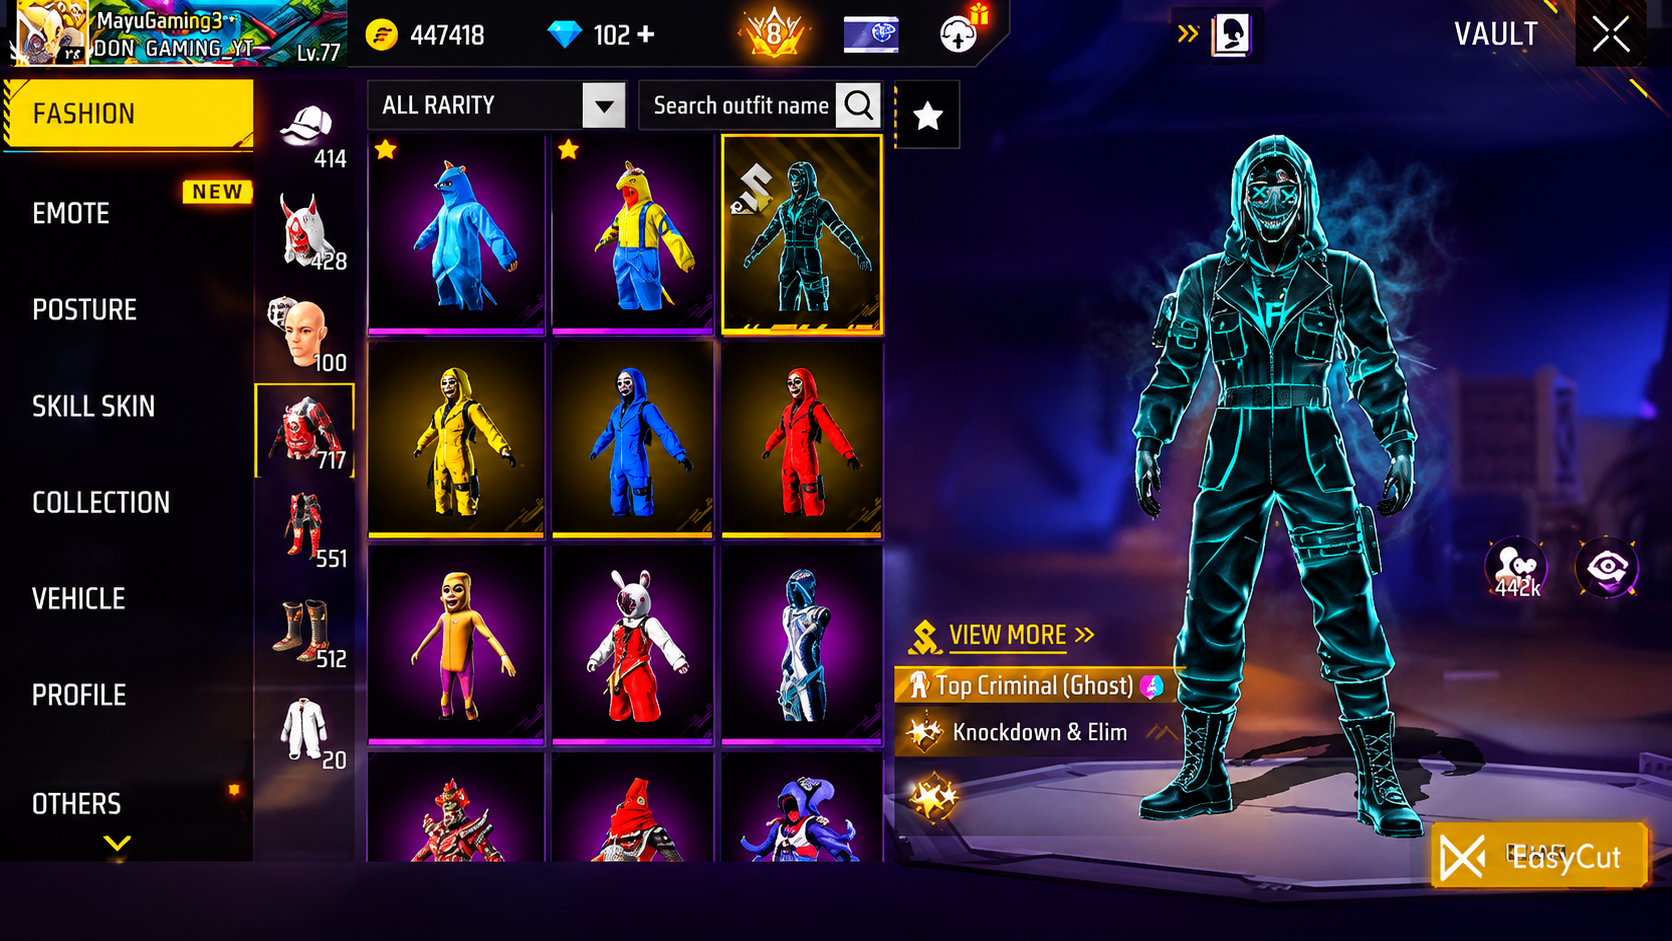 MayuGaming3
DON GAMING_YT
rs
Lv.77
447418
102 +
8
VAULT
FASHION
EMOTE
NEW
POSTURE
SKILL SKIN
COLLECTION
VEHICLE
PROFILE
OTHERS
414
428
100
717
551
512
20
ALL RARITY
Search outfit name
F
442k
VIEW MORE >>
Top Criminal (Ghost)
Knockdown & Elim
EasyCut